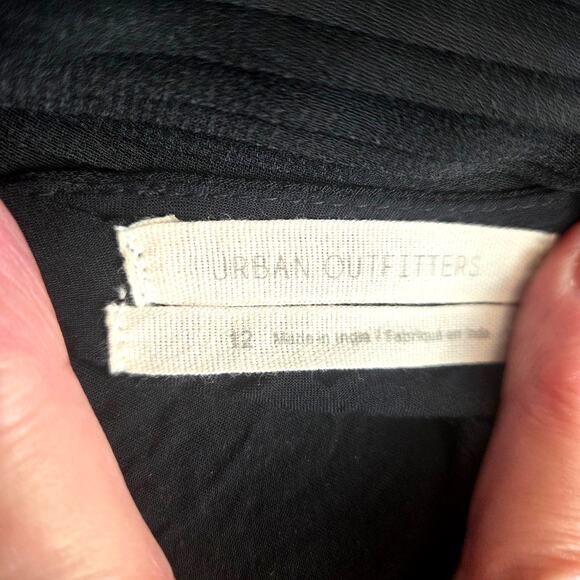 URBAN OUTFITTERS
12 Made in India / Fabriqué en Inde